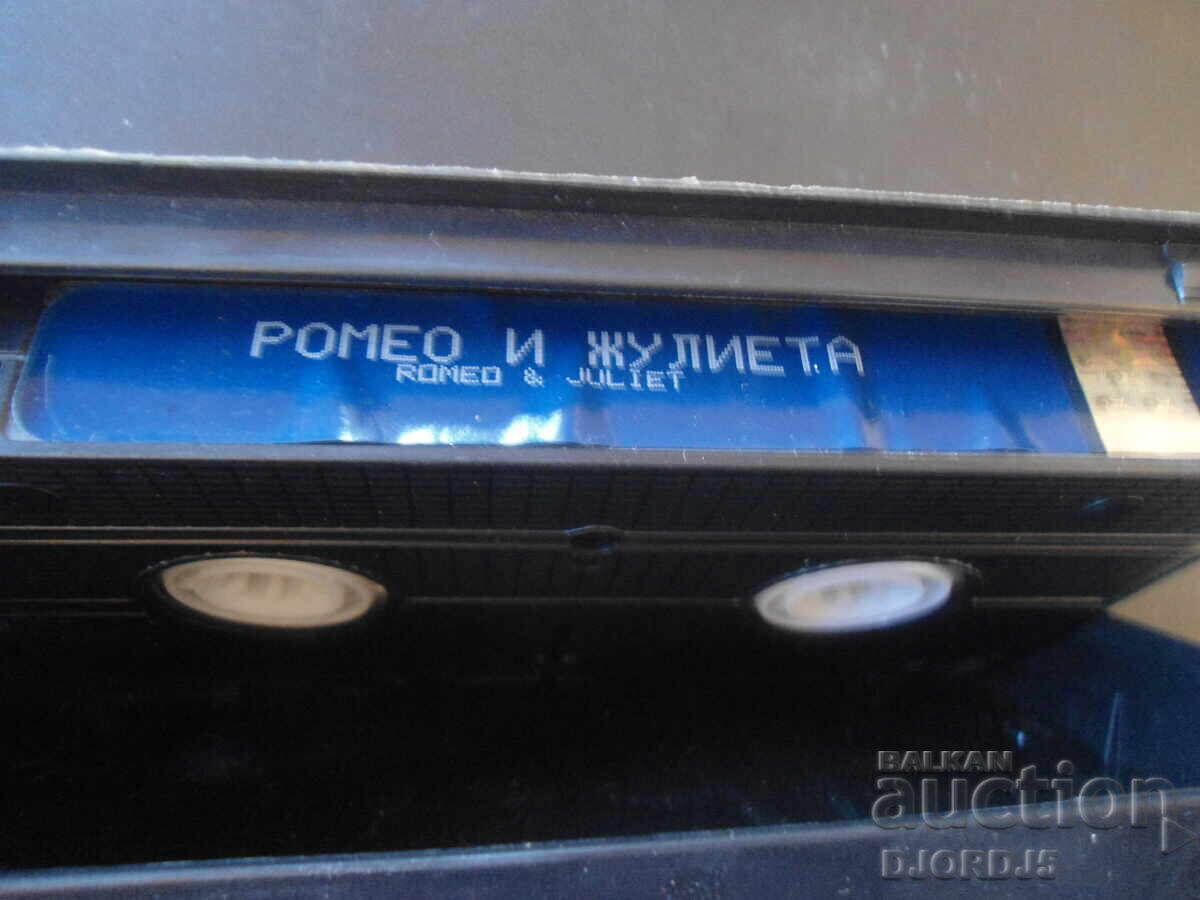 РОМЕО И ЖУЛИЕТА
ROMEO & JULIET
BALKAN
auction
DJORDJ5